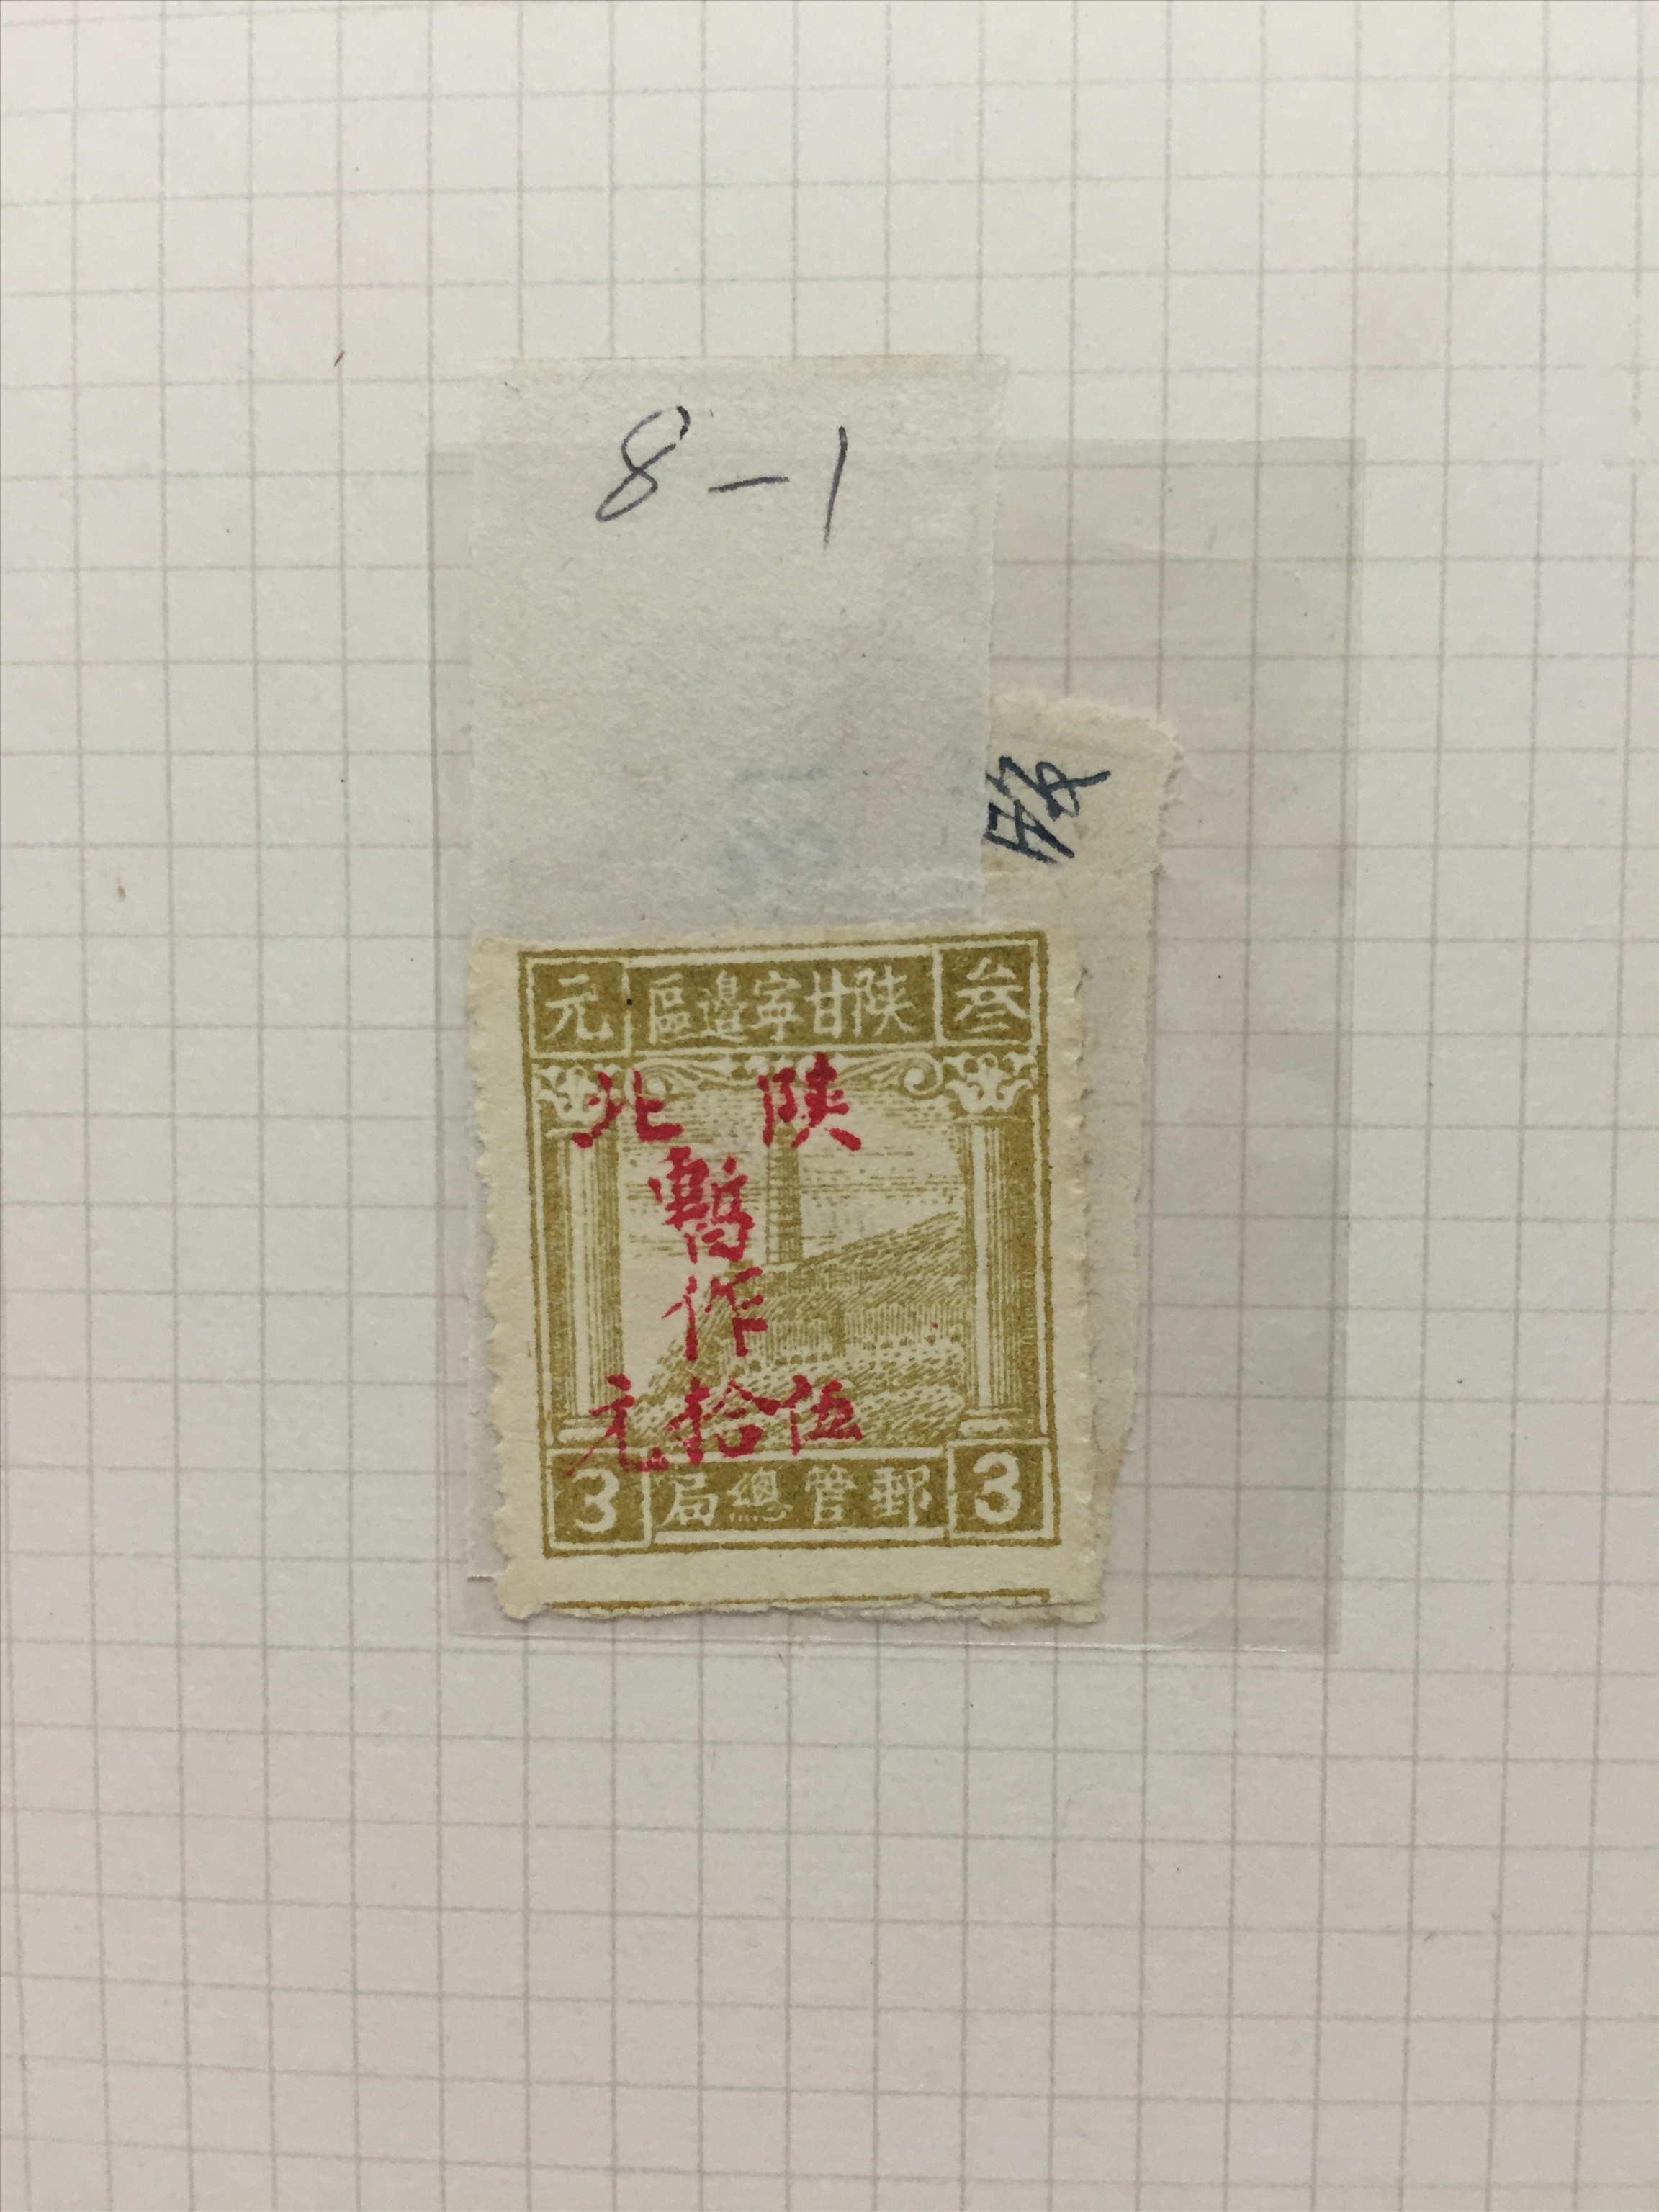 8-1
叁 陝甘寧邊區 元
陝北
暫
作
伍拾元
3 郵管總局 3